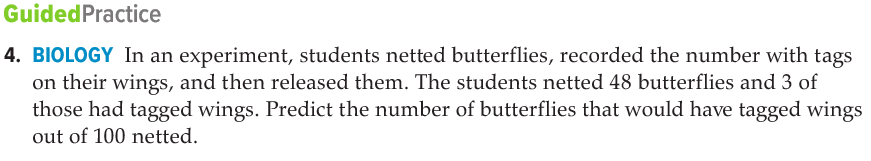 GuidedPractice
4. BIOLOGY In an experiment, students netted butterflies, recorded the number with tags
on their wings, and then released them. The students netted 48 butterflies and 3 of
those had tagged wings. Predict the number of butterflies that would have tagged wings
out of 100 netted.